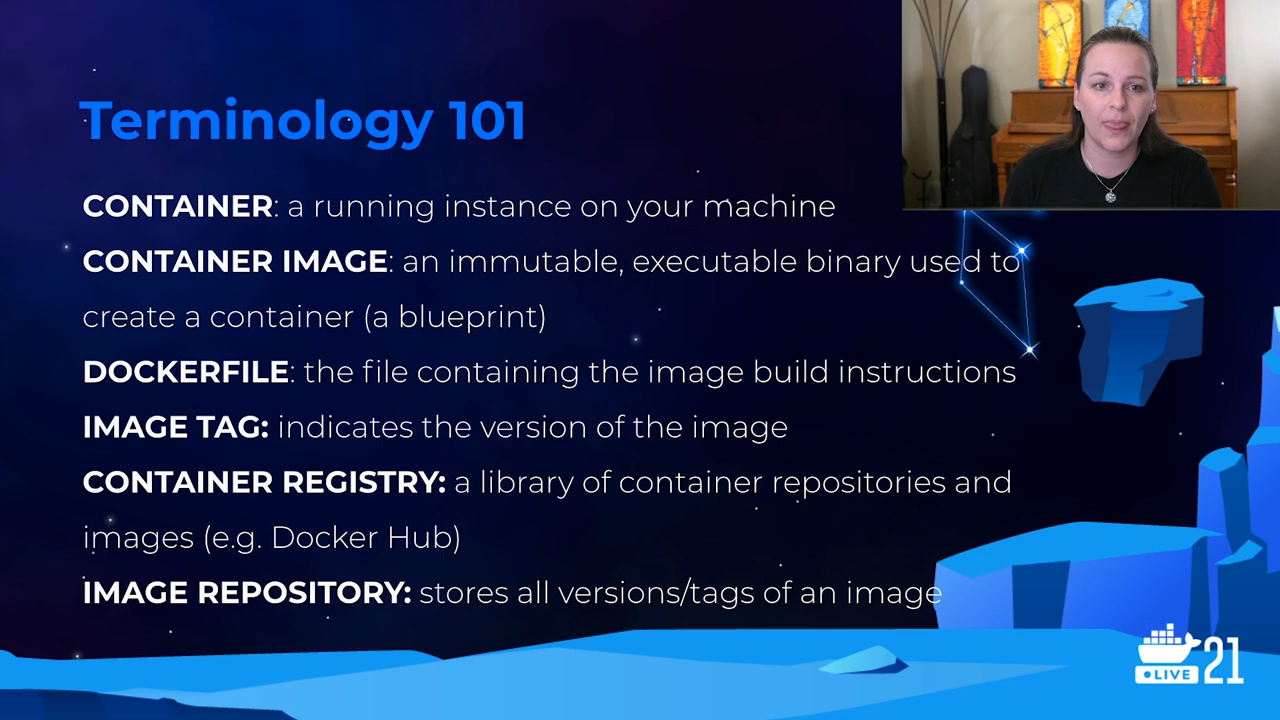 Terminology 101
CONTAINER: a running instance on your machine
CONTAINER IMAGE: an immutable, executable binary used to
create a container (a blueprint)
DOCKERFILE: the file containing the image build instructions
IMAGE TAG: indicates the version of the image
CONTAINER REGISTRY: a library of container repositories and
images (e.g. Docker Hub)
IMAGE REPOSITORY: stores all versions/tags of an image
LIVE 21